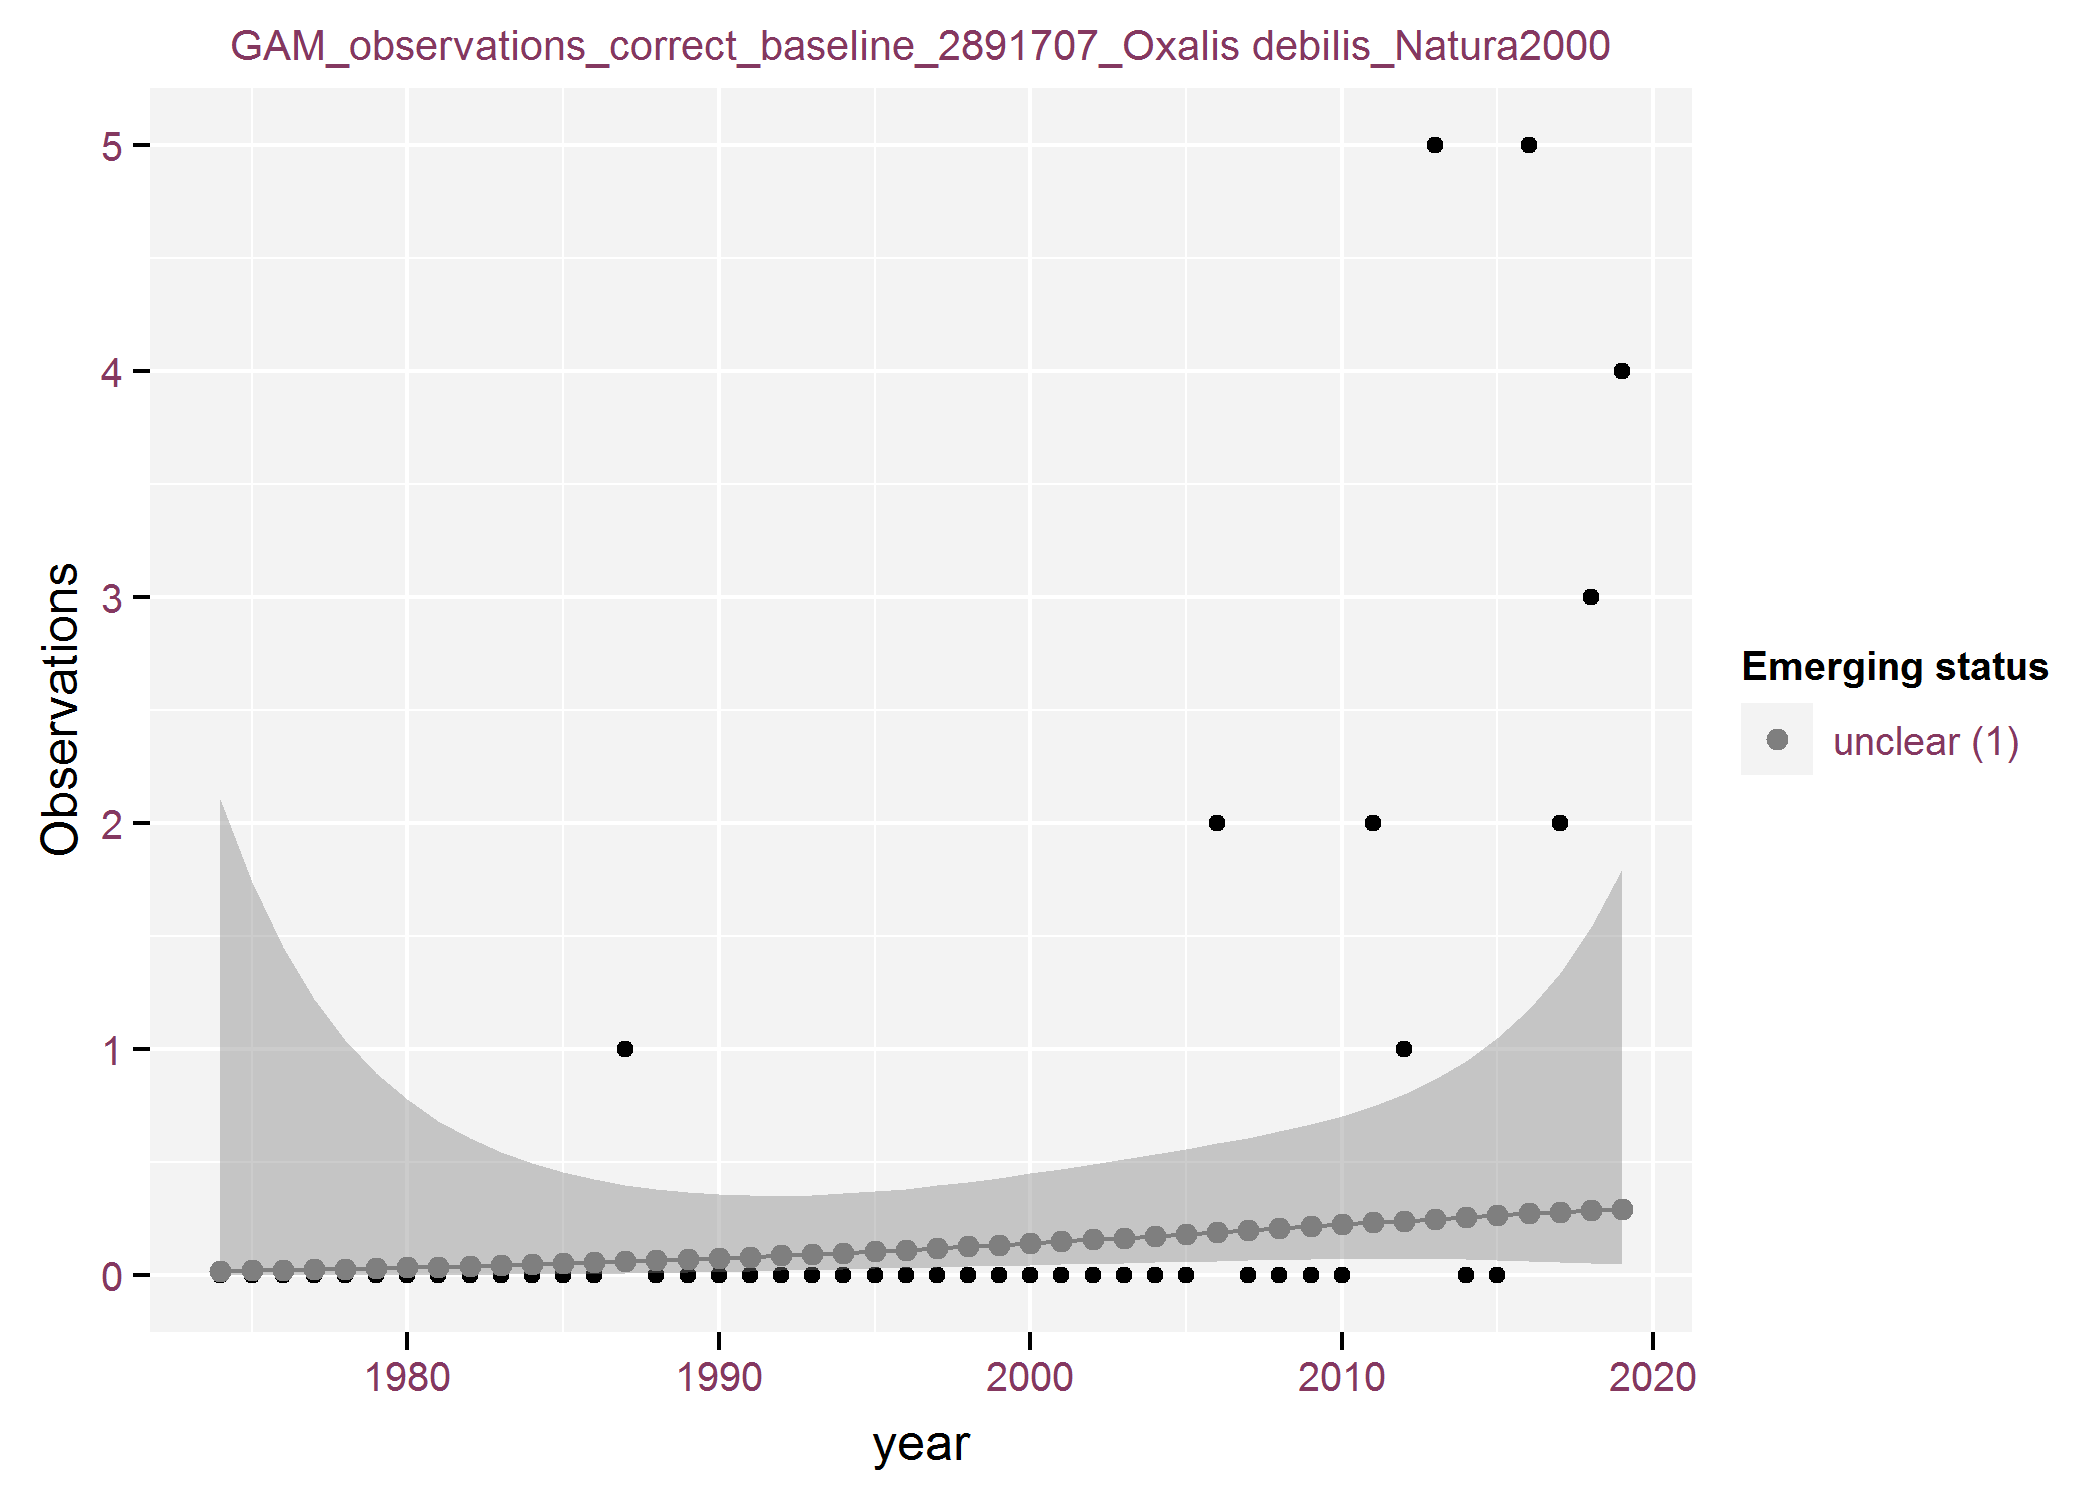 GAM_observations_correct_baseline_2891707_Oxalis debilis_Natura2000
5
4
3
2
1
0
Observations
1980 1990 2000 2010 2020
year
Emerging status
unclear (1)